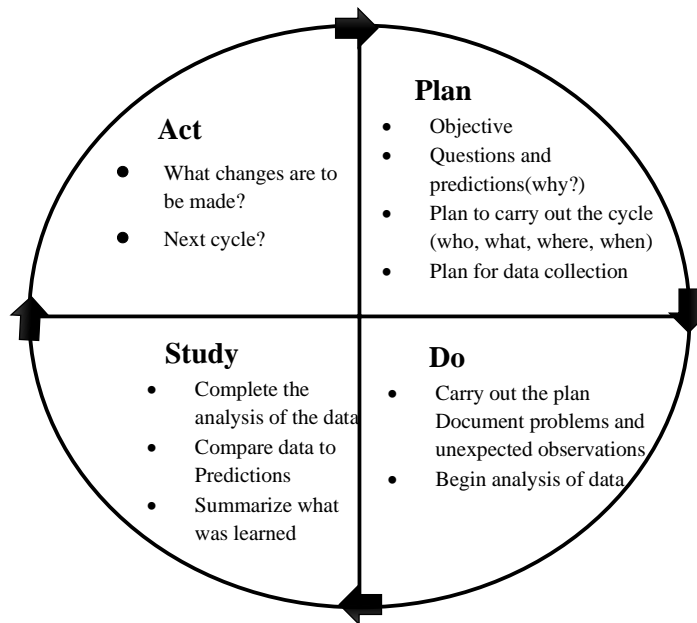 Plan
• Objective
• Questions and
predictions(why?)
• Plan to carry out the cycle
(who, what, where, when)
• Plan for data collection
Do
• Carry out the plan
Document problems and
unexpected observations
• Begin analysis of data
Study
• Complete the
analysis of the data
• Compare data to
Predictions
• Summarize what
was learned
Act
• What changes are to
be made?
• Next cycle?